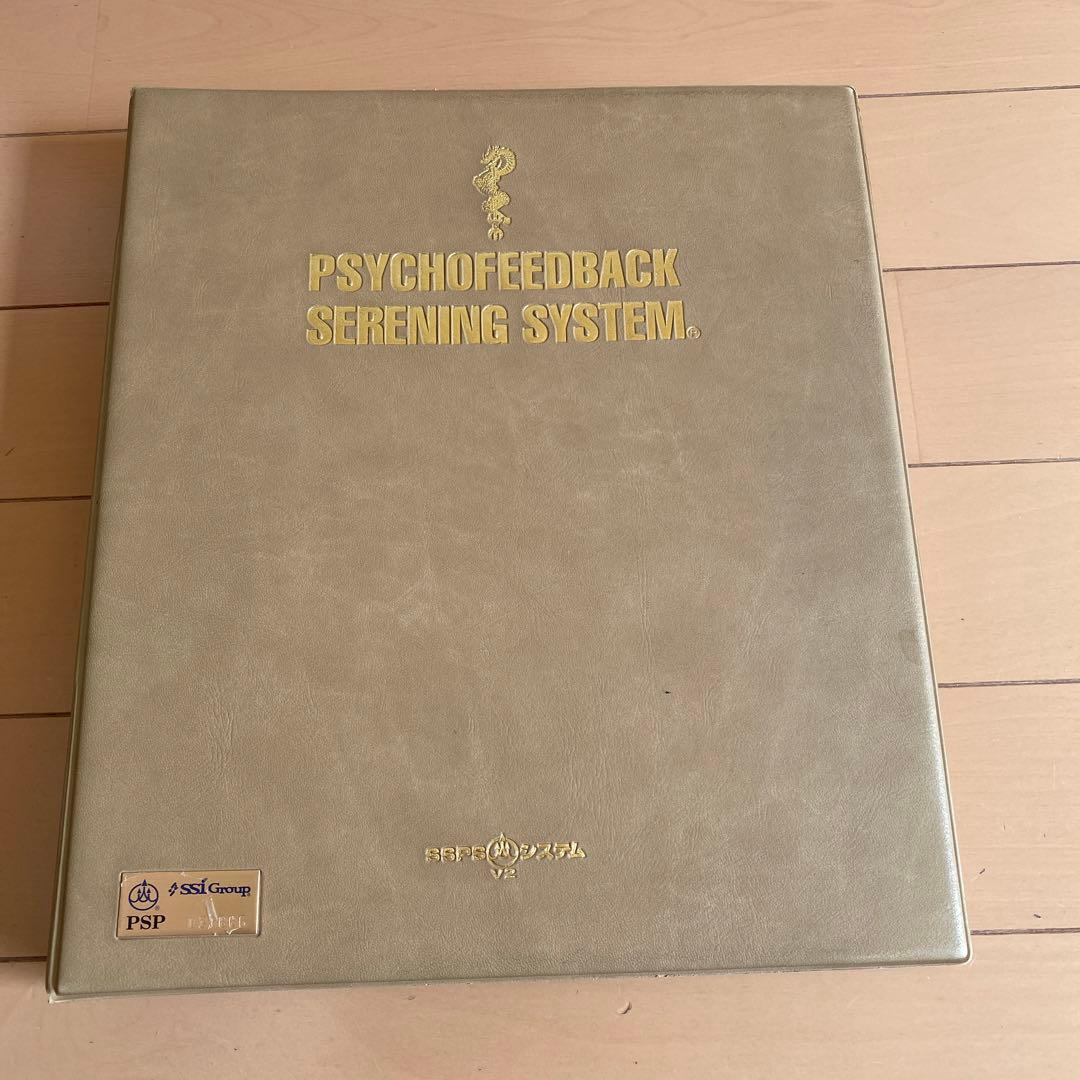 PSYCHOFEEDBACK
SERENING SYSTEM®
SSPS システム
V2
SSi Group®
PSP